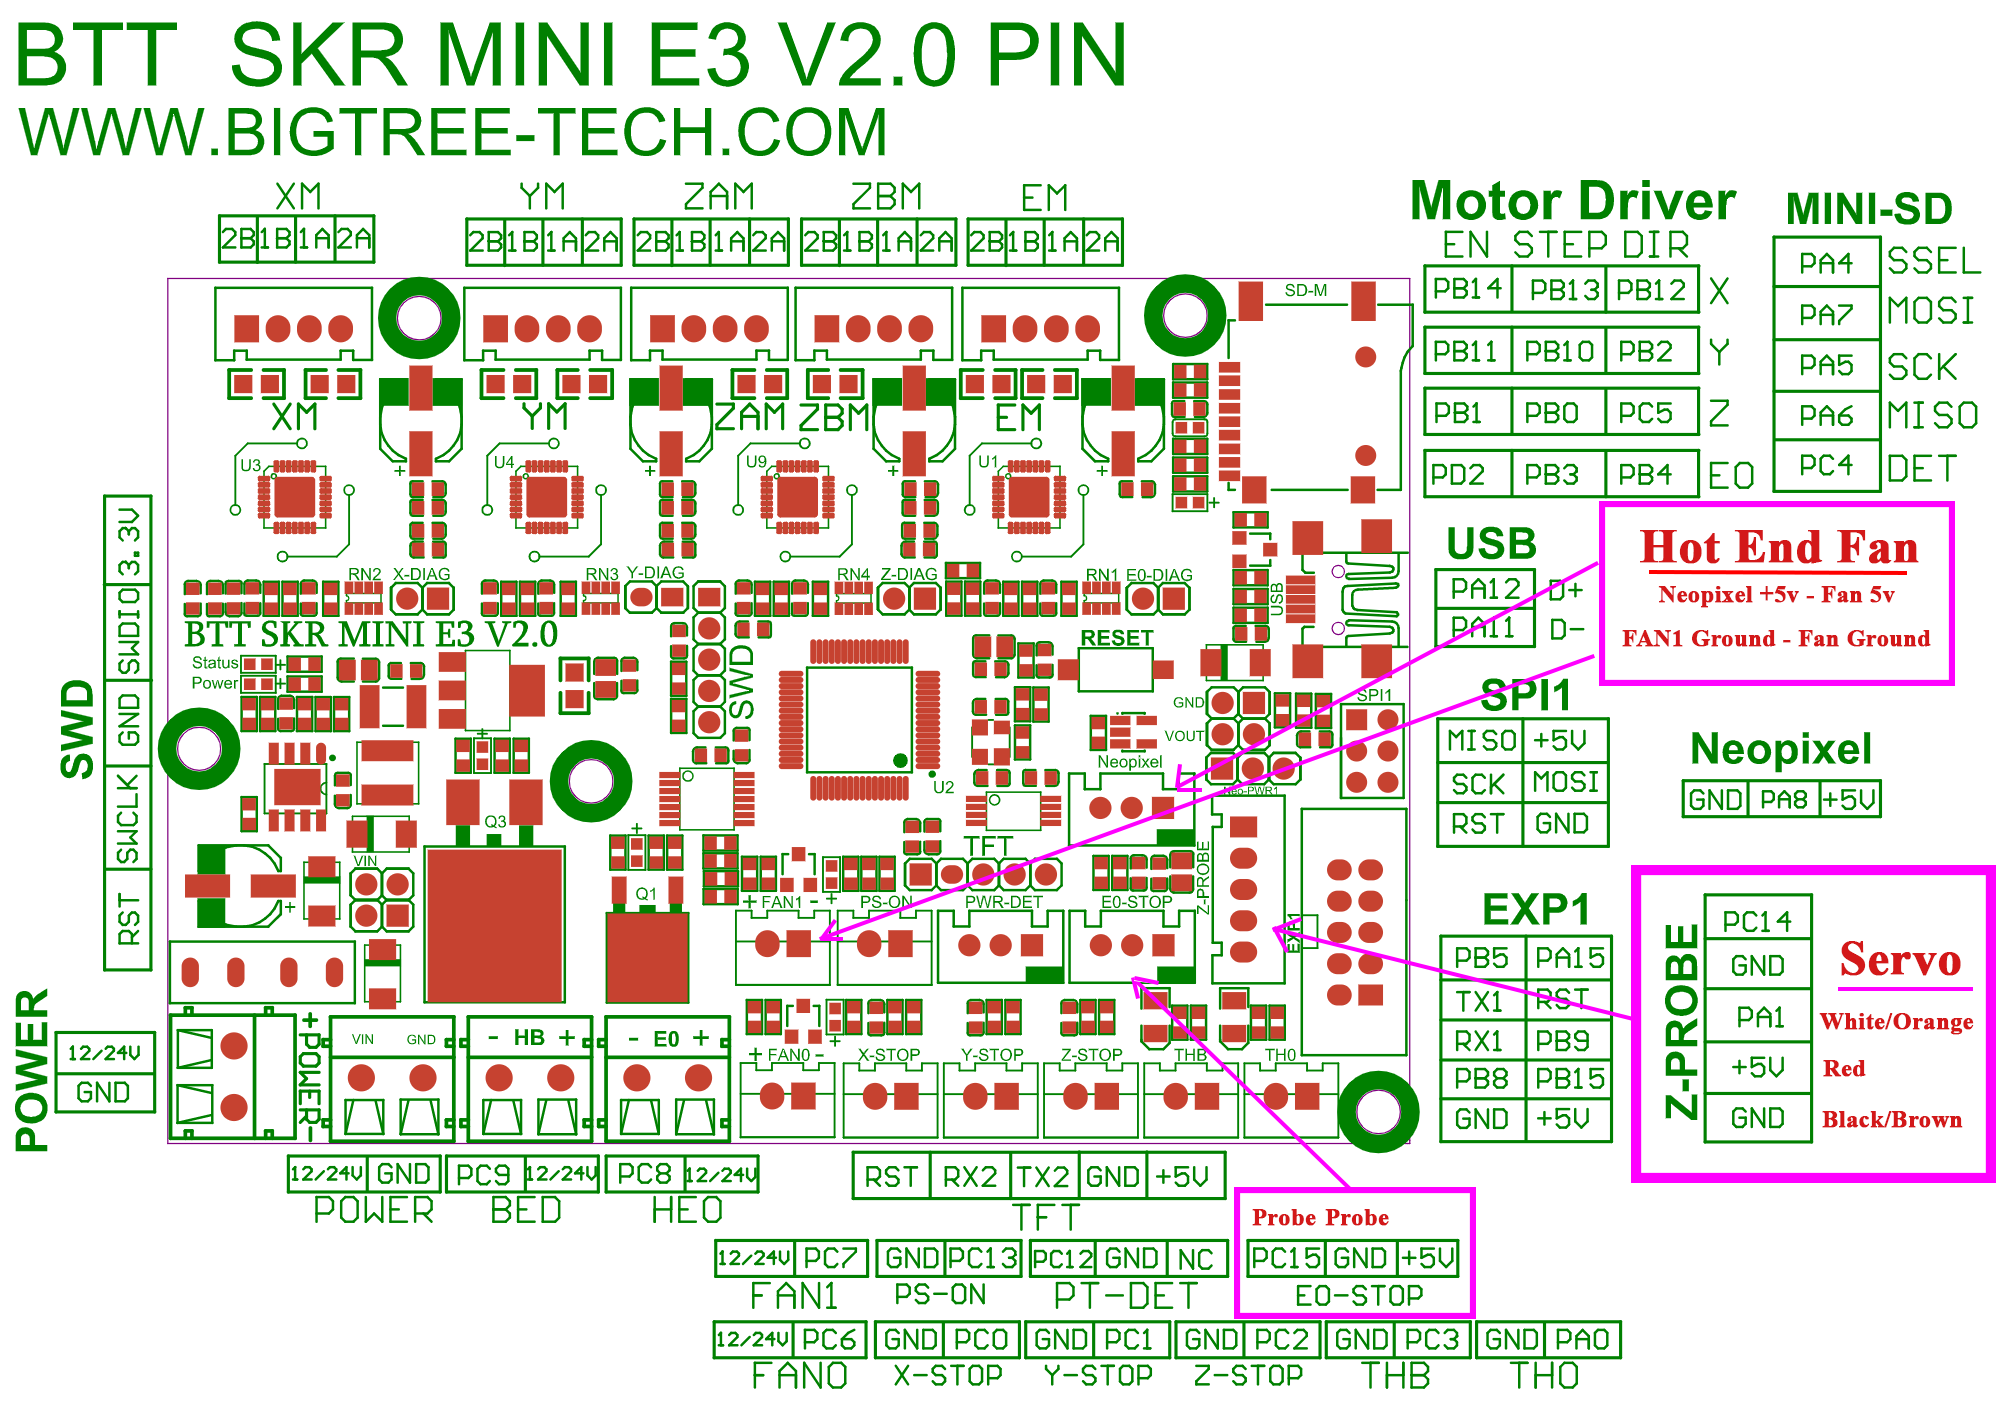 BTT SKR MINI E3 V2.0 PIN
WWW.BIGTREE-TECH.COM
XM YM ZAM ZBM EM
2B 1B 1A 2A 2B 1B 1A 2A 2B 1B 1A 2A 2B 1B 1A 2A 2B 1B 1A 2A
Motor Driver
EN STEP DIR
PB14 PB13 PB12 X
PB11 PB10 PB2 Y
PB1 PB0 PC5 Z
PD2 PB3 PB4 E0
MINI-SD
PA4 SSEL
PA7 MOSI
PA5 SCK
PA6 MISO
PC4 DET
SD-M
XM YM ZAM ZBM EM
+ + + + +
U3 U4 U9 U1
Hot End Fan
Neopixel +5v - Fan 5v
FAN1 Ground - Fan Ground
USB
PA12 D+
PA11 D-
SWD
3.3V
SWDIO
GND
SWCLK
RST
RN2 X-DIAG RN3 Y-DIAG RN4 Z-DIAG RN1 E0-DIAG
USB
BTT SKR MINI E3 V2.0
Status +
Power +
SWD
RESET
GND
VOUT
Neopixel
Neo-PWR1
SPI1
U2
+
Q3
SPI1
MISO +5V
SCK MOSI
RST GND
Neopixel
GND PA8 +5V
VIN
+
Q1
TFT
Z-PROBE
EXP1
+ FAN1 - + PS-ON PWR-DET E0-STOP
+
EXP1
PB5 PA15
TX1 RST
RX1 PB9
PB8 PB15
GND +5V
Z-PROBE
PC14
GND
PA1
+5V
GND
Servo
White/Orange
Red
Black/Brown
POWER
12/24V
GND
+POWER-
VIN GND
- HB +
- E0 +
+ FAN0 - + X-STOP Y-STOP Z-STOP THB TH0
12/24V GND PC9 12/24V PC8 12/24V
POWER BED HE0
RST RX2 TX2 GND +5V
TFT
Probe Probe
12/24V PC7 GND PC13 PC12 GND NC PC15 GND +5V
FAN1 PS-ON PT-DET E0-STOP
12/24V PC6 GND PC0 GND PC1 GND PC2 GND PC3 GND PA0
FAN0 X-STOP Y-STOP Z-STOP THB TH0